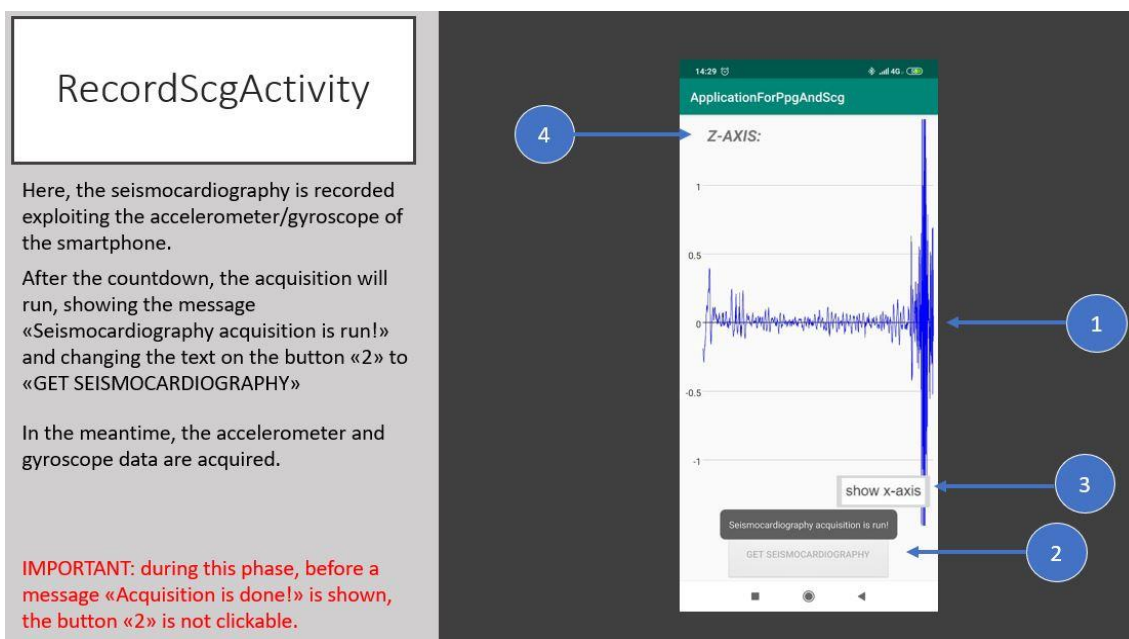 RecordScgActivity
Here, the seismocardiography is recorded
exploiting the accelerometer/gyroscope of
the smartphone.
After the countdown, the acquisition will
run, showing the message
«Seismocardiography acquisition is run!»
and changing the text on the button «2» to
«GET SEISMOCARDIOGRAPHY»
In the meantime, the accelerometer and
gyroscope data are acquired.
IMPORTANT: during this phase, before a
message «Acquisition is done!» is shown,
the button «2» is not clickable.
14:29
4G
ApplicationForPpgAndScg
4
Z-AXIS:
1
0.5
0
1
-0.5
-1
show x-axis
3
Seismocardiography acquisition is run!
GET SEISMOCARDIOGRAPHY
2